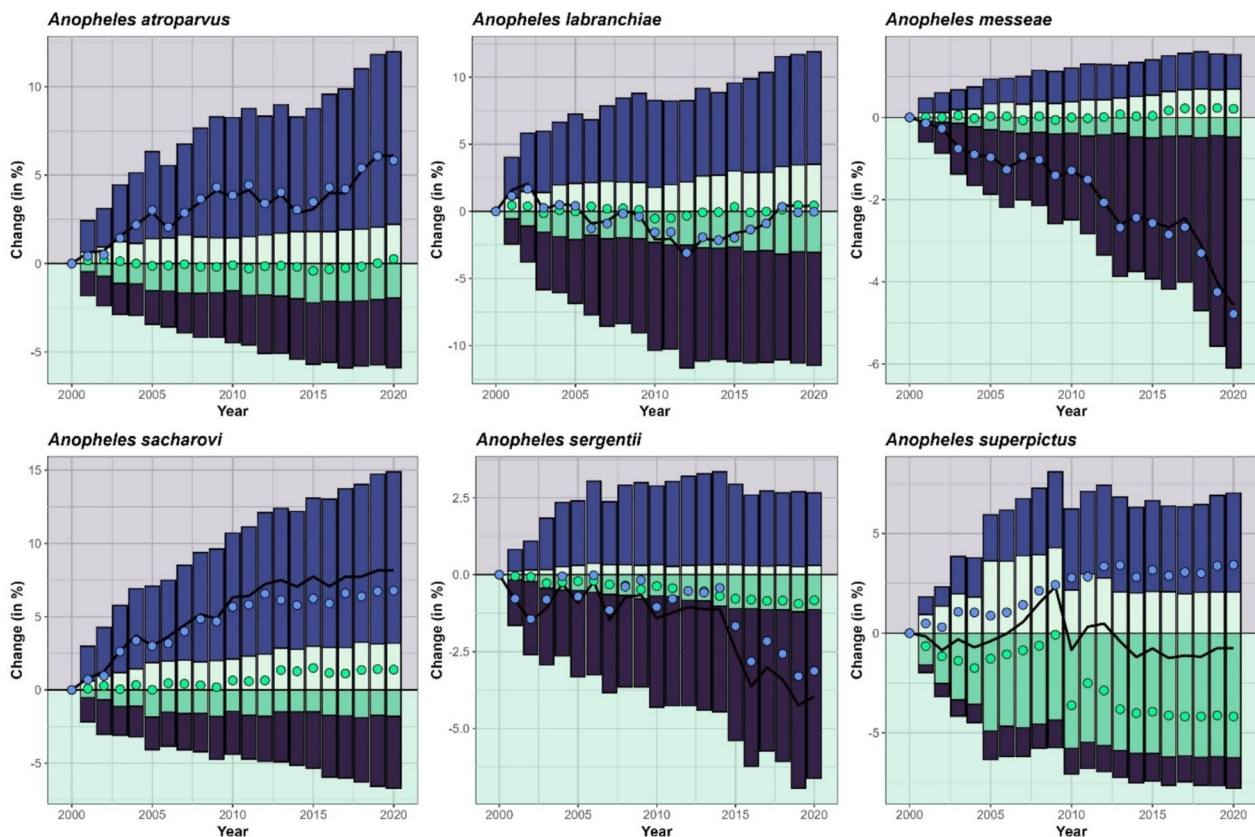 Anopheles atroparvus
Change (in %)
10
5
0
-5
2000 2005 2010 2015 2020
Year
Anopheles labranchiae
Change (in %)
10
5
0
-5
-10
2000 2005 2010 2015 2020
Year
Anopheles messeae
Change (in %)
0
-2
-4
-6
2000 2005 2010 2015 2020
Year
Anopheles sacharovi
Change (in %)
15
10
5
0
-5
2000 2005 2010 2015 2020
Year
Anopheles sergentii
Change (in %)
2.5
0.0
-2.5
-5.0
2000 2005 2010 2015 2020
Year
Anopheles superpictus
Change (in %)
5
0
-5
2000 2005 2010 2015 2020
Year